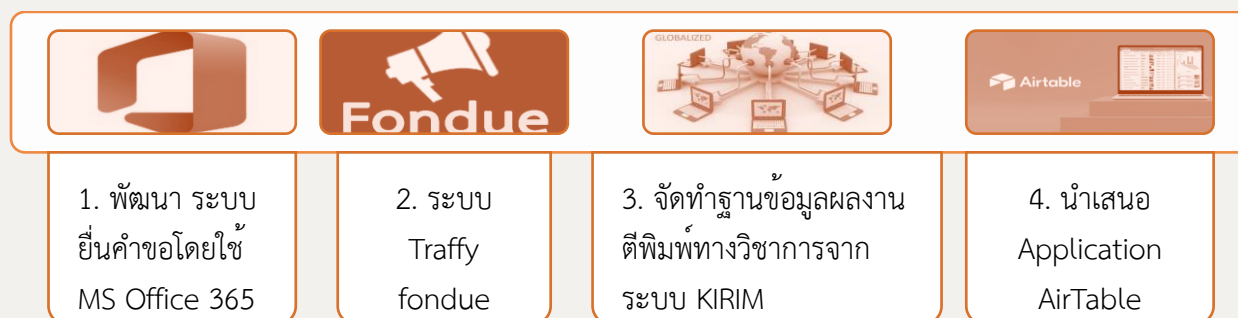 Fondue
GLOBALIZED
Airtable
1. พัฒนา ระบบ
ยื่นคำขอโดยใช้
MS Office 365
2. ระบบ
Traffy
fondue
3. จัดทำฐานข้อมูลผลงาน
ตีพิมพ์ทางวิชาการจาก
ระบบ KIRIM
4. นำเสนอ
Application
AirTable